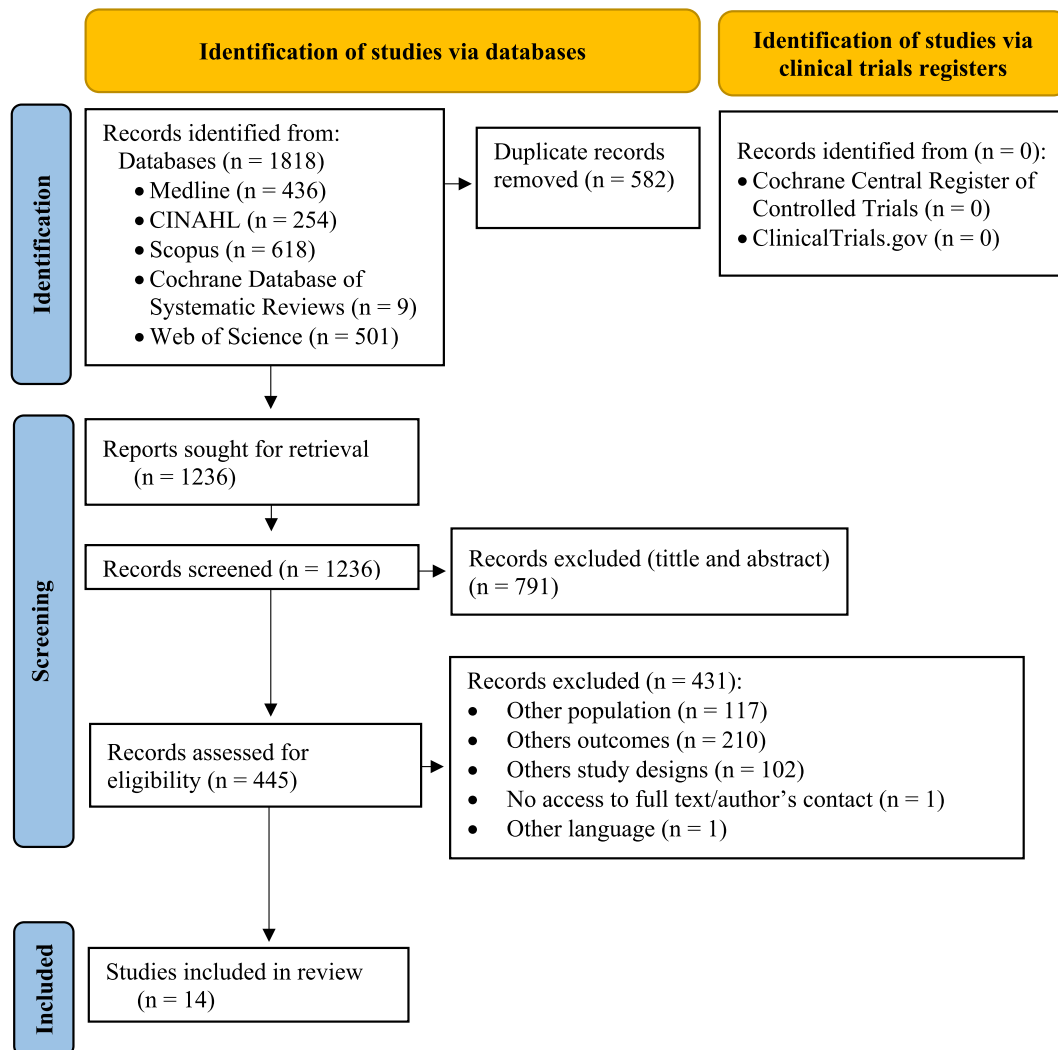 Identification of studies via databases
Identification of studies via
clinical trials registers
Identification
Records identified from:
Databases (n = 1818)
• Medline (n = 436)
• CINAHL (n = 254)
• Scopus (n = 618)
• Cochrane Database of
Systematic Reviews (n = 9)
• Web of Science (n = 501)
Duplicate records
removed (n = 582)
Records identified from (n = 0):
• Cochrane Central Register of
Controlled Trials (n = 0)
• ClinicalTrials.gov (n = 0)
Screening
Reports sought for retrieval
(n = 1236)
Records screened (n = 1236)
Records excluded (tittle and abstract)
(n = 791)
Records assessed for
eligibility (n = 445)
Records excluded (n = 431):
• Other population (n = 117)
• Others outcomes (n = 210)
• Others study designs (n = 102)
• No access to full text/author’s contact (n = 1)
• Other language (n = 1)
Included
Studies included in review
(n = 14)